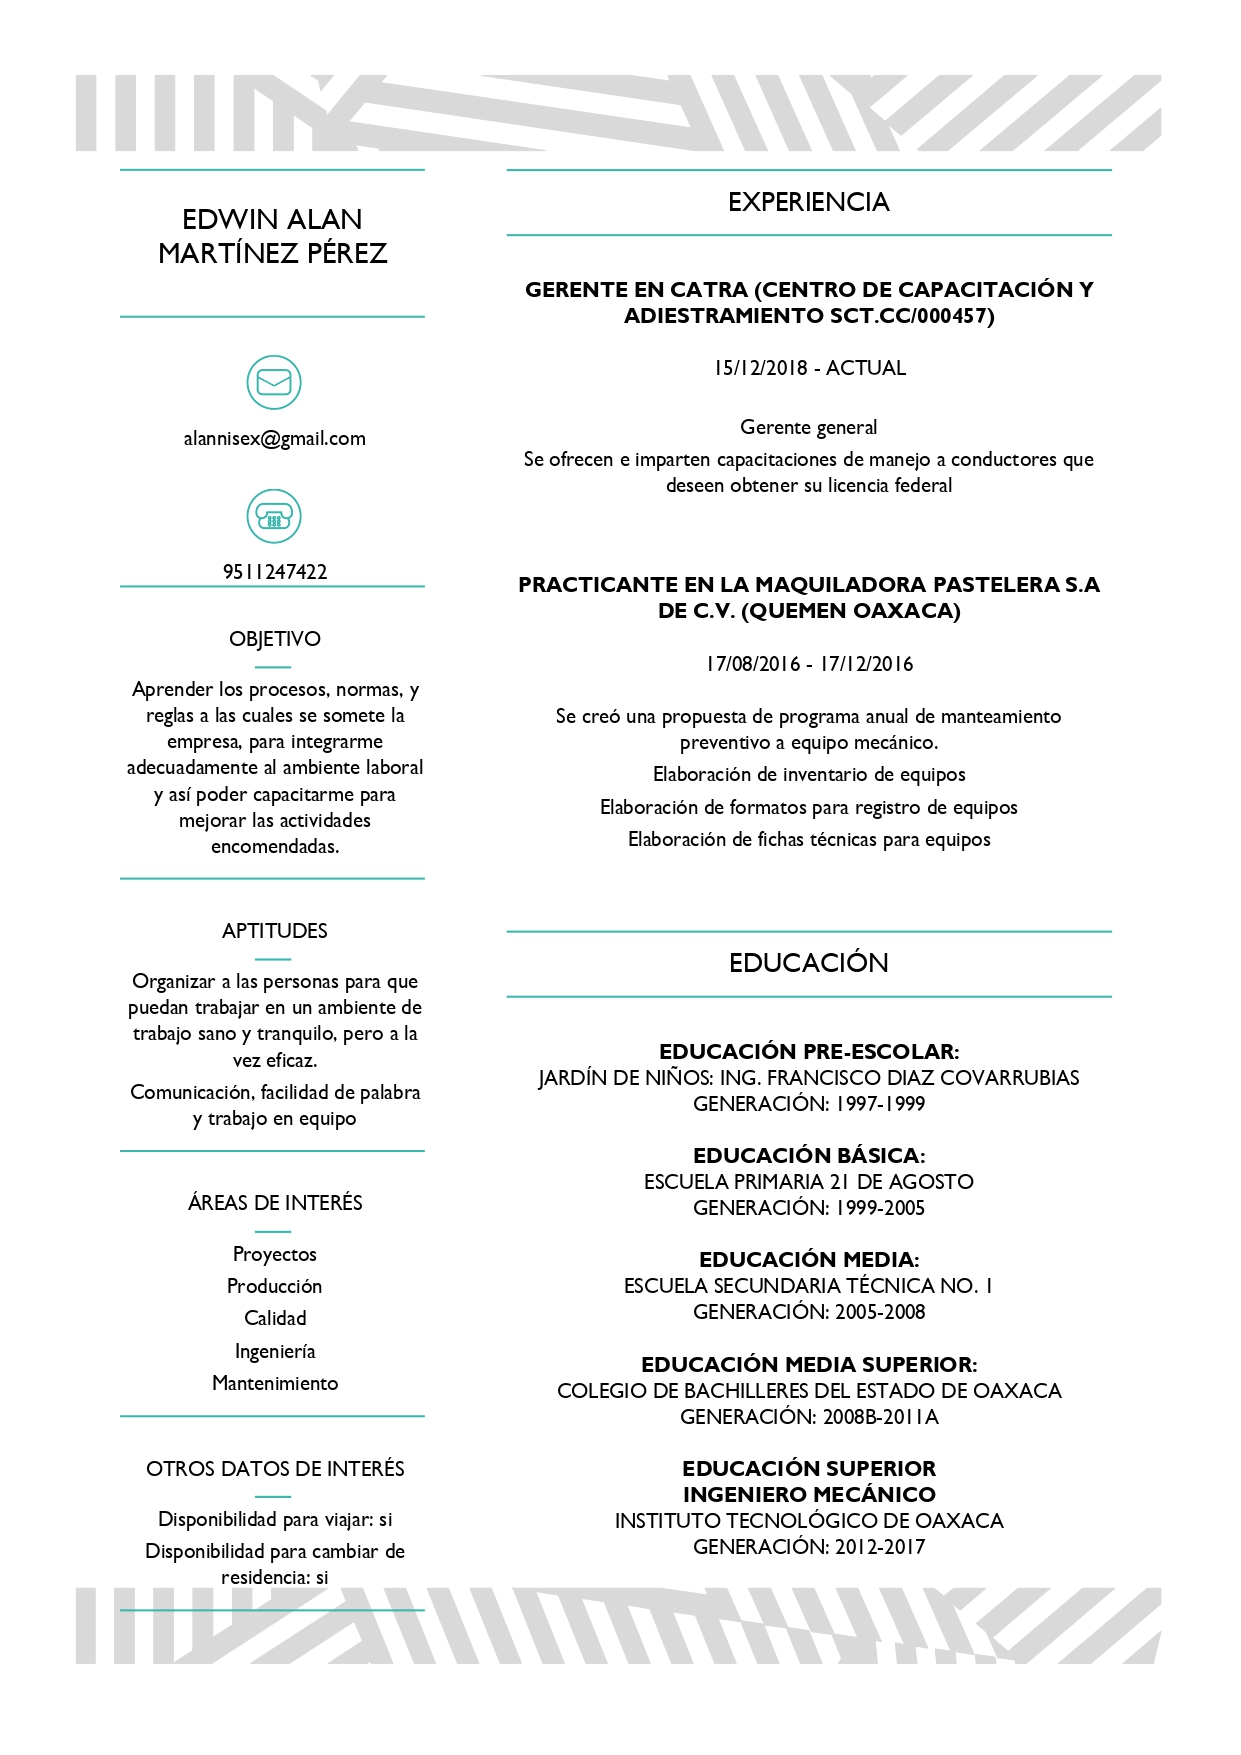 EDWIN ALAN
MARTÍNEZ PÉREZ
alannisex@gmail.com
9511247422
OBJETIVO
Aprender los procesos, normas, y
reglas a las cuales se somete la
empresa, para integrarme
adecuadamente al ambiente laboral
y así poder capacitarme para
mejorar las actividades
encomendadas.
APTITUDES
Organizar a las personas para que
puedan trabajar en un ambiente de
trabajo sano y tranquilo, pero a la
vez eficaz.
Comunicación, facilidad de palabra
y trabajo en equipo
ÁREAS DE INTERÉS
Proyectos
Producción
Calidad
Ingeniería
Mantenimiento
OTROS DATOS DE INTERÉS
Disponibilidad para viajar: si
Disponibilidad para cambiar de
residencia: si
EXPERIENCIA
GERENTE EN CATRA (CENTRO DE CAPACITACIÓN Y
ADIESTRAMIENTO SCT.CC/000457)
15/12/2018 - ACTUAL
Gerente general
Se ofrecen e imparten capacitaciones de manejo a conductores que
deseen obtener su licencia federal
PRACTICANTE EN LA MAQUILADORA PASTELERA S.A
DE C.V. (QUEMEN OAXACA)
17/08/2016 - 17/12/2016
Se creó una propuesta de programa anual de manteamiento
preventivo a equipo mecánico.
Elaboración de inventario de equipos
Elaboración de formatos para registro de equipos
Elaboración de fichas técnicas para equipos
EDUCACIÓN
EDUCACIÓN PRE-ESCOLAR:
JARDÍN DE NIÑOS: ING. FRANCISCO DIAZ COVARRUBIAS
GENERACIÓN: 1997-1999
EDUCACIÓN BÁSICA:
ESCUELA PRIMARIA 21 DE AGOSTO
GENERACIÓN: 1999-2005
EDUCACIÓN MEDIA:
ESCUELA SECUNDARIA TÉCNICA NO. 1
GENERACIÓN: 2005-2008
EDUCACIÓN MEDIA SUPERIOR:
COLEGIO DE BACHILLERES DEL ESTADO DE OAXACA
GENERACIÓN: 2008B-2011A
EDUCACIÓN SUPERIOR
INGENIERO MECÁNICO
INSTITUTO TECNOLÓGICO DE OAXACA
GENERACIÓN: 2012-2017